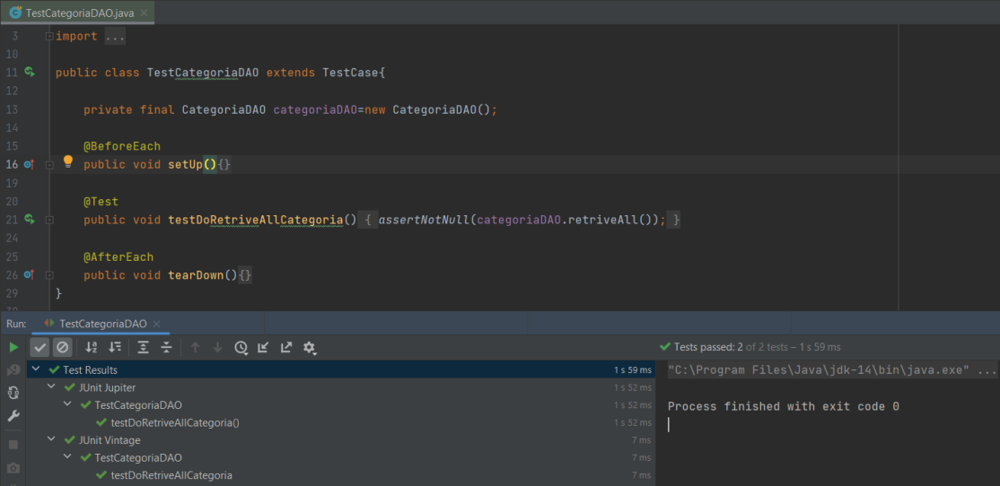 TestCategoriaDAO.java
3 import ...
10
11 public class TestCategoriaDAO extends TestCase{
12
13 private final CategoriaDAO categoriaDAO=new CategoriaDAO();
14
15 @BeforeEach
16 public void setUp(){}
19
20 @Test
21 public void testDoRetriveAllCategoria() { assertNotNull(categoriaDAO.retriveAll()); }
24
25 @AfterEach
26 public void tearDown(){}
29 }
30
Run: TestCategoriaDAO
Tests passed: 2 of 2 tests – 1 s 59 ms
Test Results 1 s 59 ms
JUnit Jupiter 1 s 52 ms
TestCategoriaDAO 1 s 52 ms
testDoRetriveAllCategoria() 1 s 52 ms
JUnit Vintage 7 ms
TestCategoriaDAO 7 ms
testDoRetriveAllCategoria 7 ms
"C:\Program Files\Java\jdk-14\bin\java.exe" ...
Process finished with exit code 0